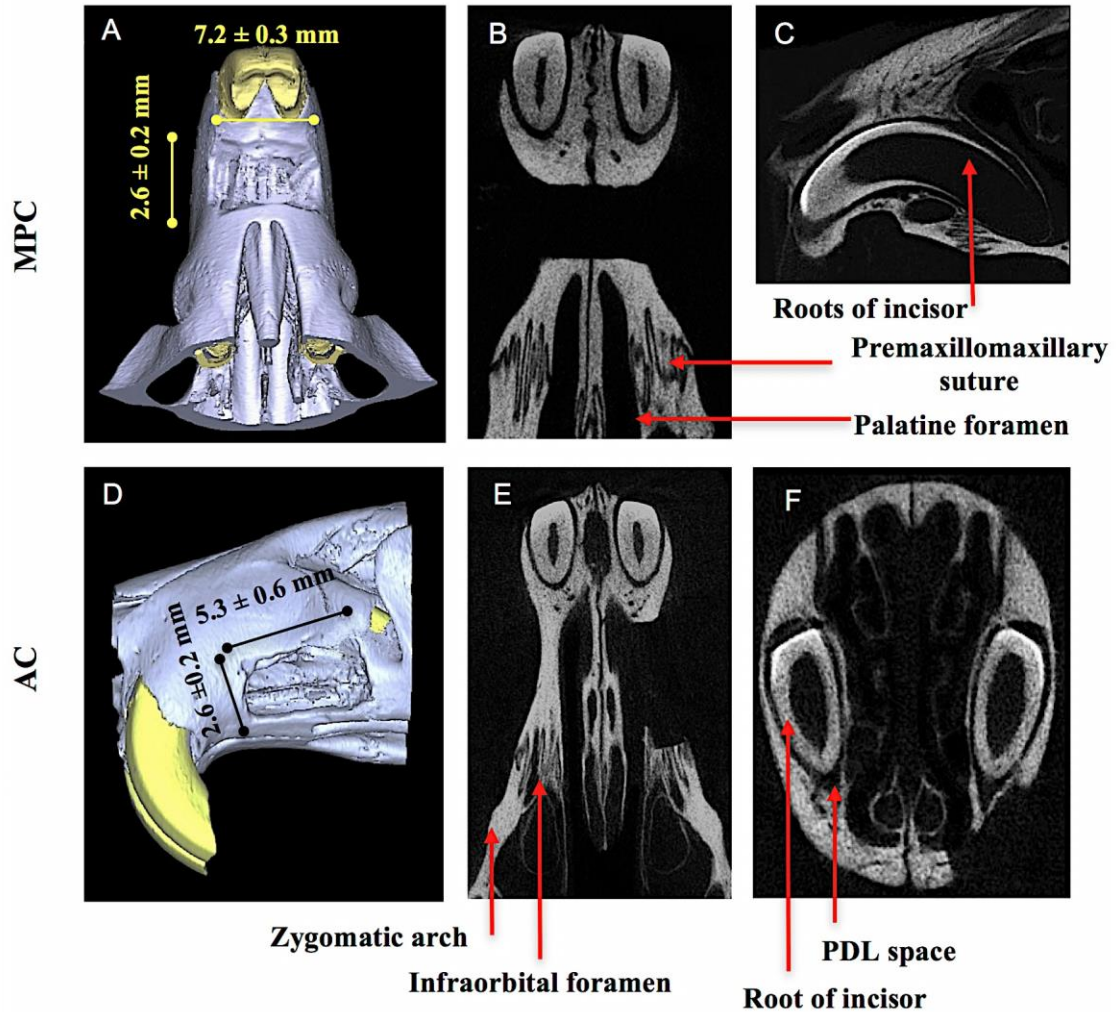 A
7.2 ± 0.3 mm
2.6 ± 0.2 mm
MPC
B
C
Roots of incisor
Premaxillomaxillary
suture
Palatine foramen
D
5.3 ± 0.6 mm
2.6 ±0.2 mm
AC
E
F
Zygomatic arch
Infraorbital foramen
PDL space
Root of incisor